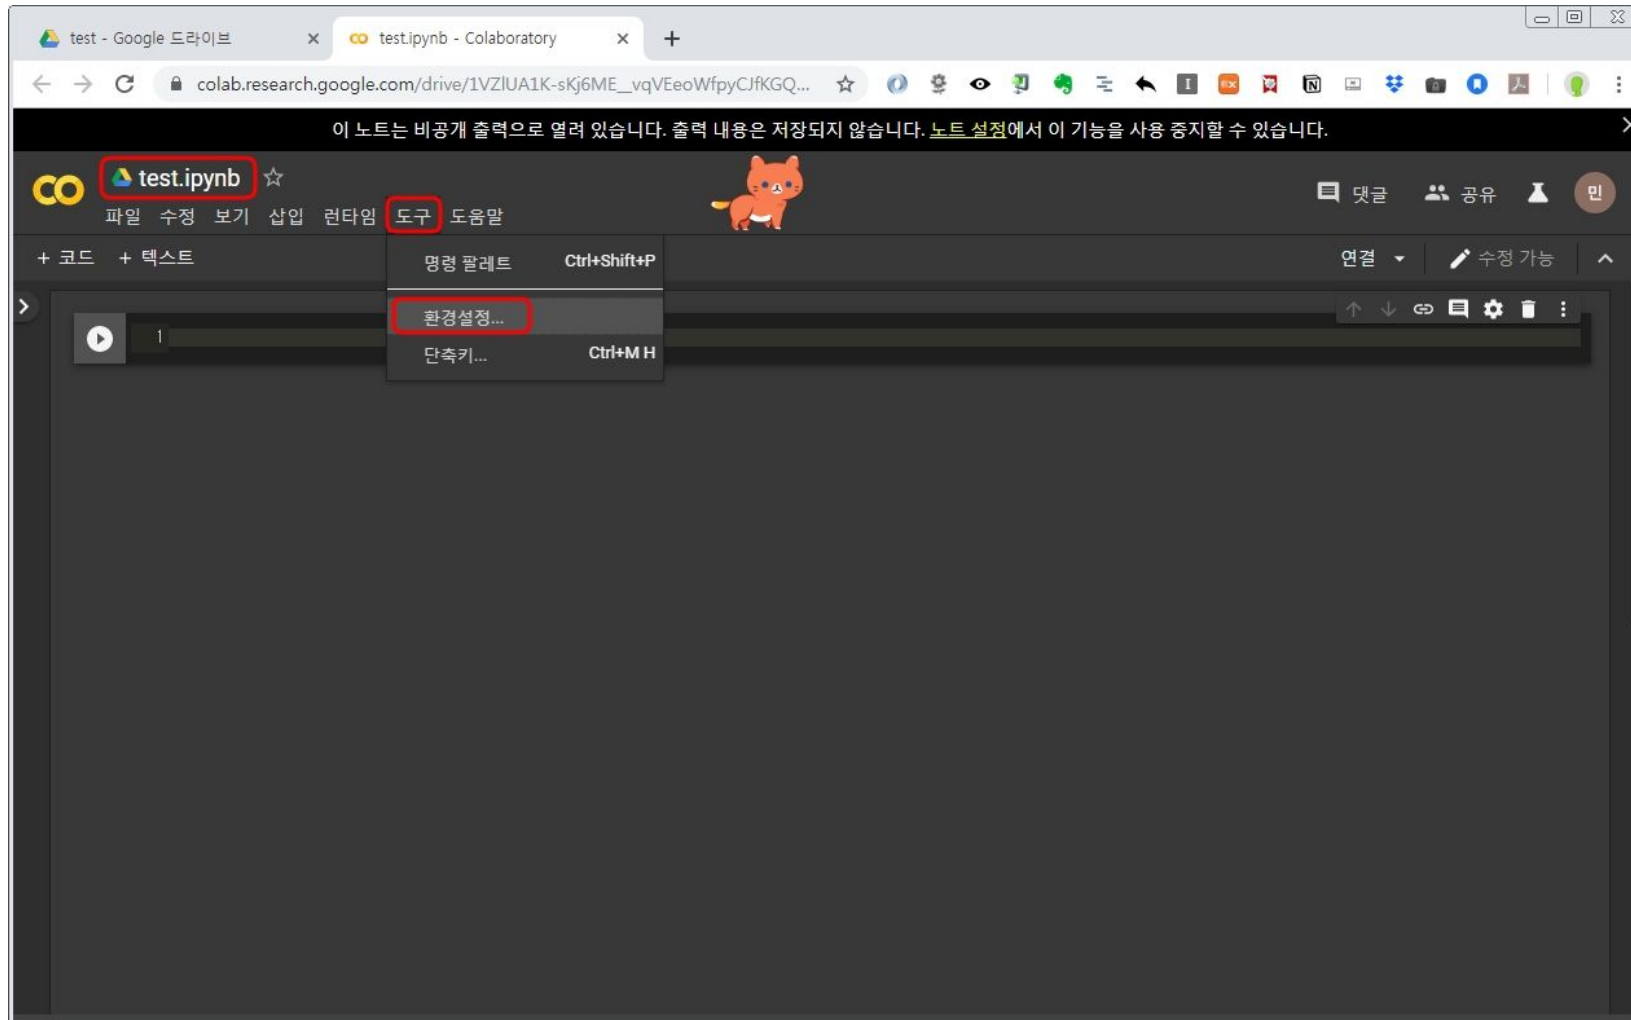 test - Google 드라이브
test.ipynb - Colaboratory
colab.research.google.com/drive/1VZlUA1K-sKj6ME__vqVEeoWfpyCJfKGQ...
이 노트는 비공개 출력으로 열려 있습니다. 출력 내용은 저장되지 않습니다. 노트 설정에서 이 기능을 사용 중지할 수 있습니다.
test.ipynb
댓글 공유 민
파일 수정 보기 삽입 런타임 도구 도움말
+ 코드 + 텍스트
연결 수정 가능
명령 팔레트 Ctrl+Shift+P
환경설정...
단축키... Ctrl+M H
1